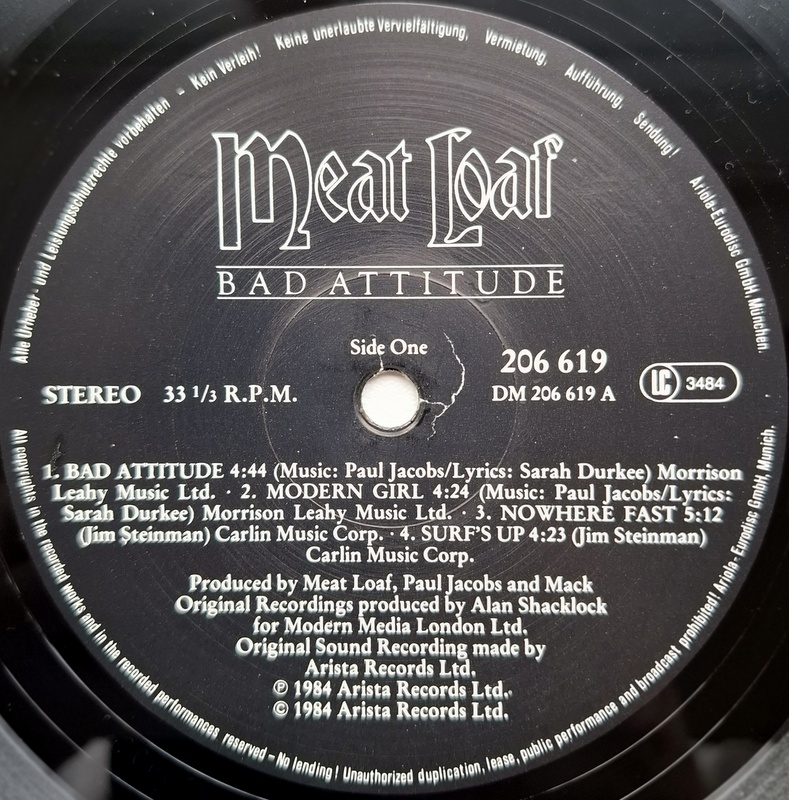 Alle Urheber- und Leistungsschutzrechte vorbehalten – Kein Verleih! Keine unerlaubte Vervielfältigung, Vermietung, Aufführung, Sendung! Ariola-Eurodisc GmbH, München.
Meat Loaf
BAD ATTITUDE
Side One
206 619
STEREO 33 1/3 R.P.M.
DM 206 619 A
LC 3484
1. BAD ATTITUDE 4:44 (Music: Paul Jacobs/Lyrics: Sarah Durkee) Morrison
Leahy Music Ltd. · 2. MODERN GIRL 4:24 (Music: Paul Jacobs/Lyrics:
Sarah Durkee) Morrison Leahy Music Ltd. · 3. NOWHERE FAST 5:12
(Jim Steinman) Carlin Music Corp. · 4. SURF'S UP 4:23 (Jim Steinman)
Carlin Music Corp.
Produced by Meat Loaf, Paul Jacobs and Mack
Original Recordings produced by Alan Shacklock
for Modern Media London Ltd.
Original Sound Recording made by
Arista Records Ltd.
℗ 1984 Arista Records Ltd.
© 1984 Arista Records Ltd.
All copyrights in the recorded works and in the recorded performances reserved – No lending! Unauthorized duplication, lease, public performance and broadcast prohibited! Ariola-Eurodisc GmbH, Munich.